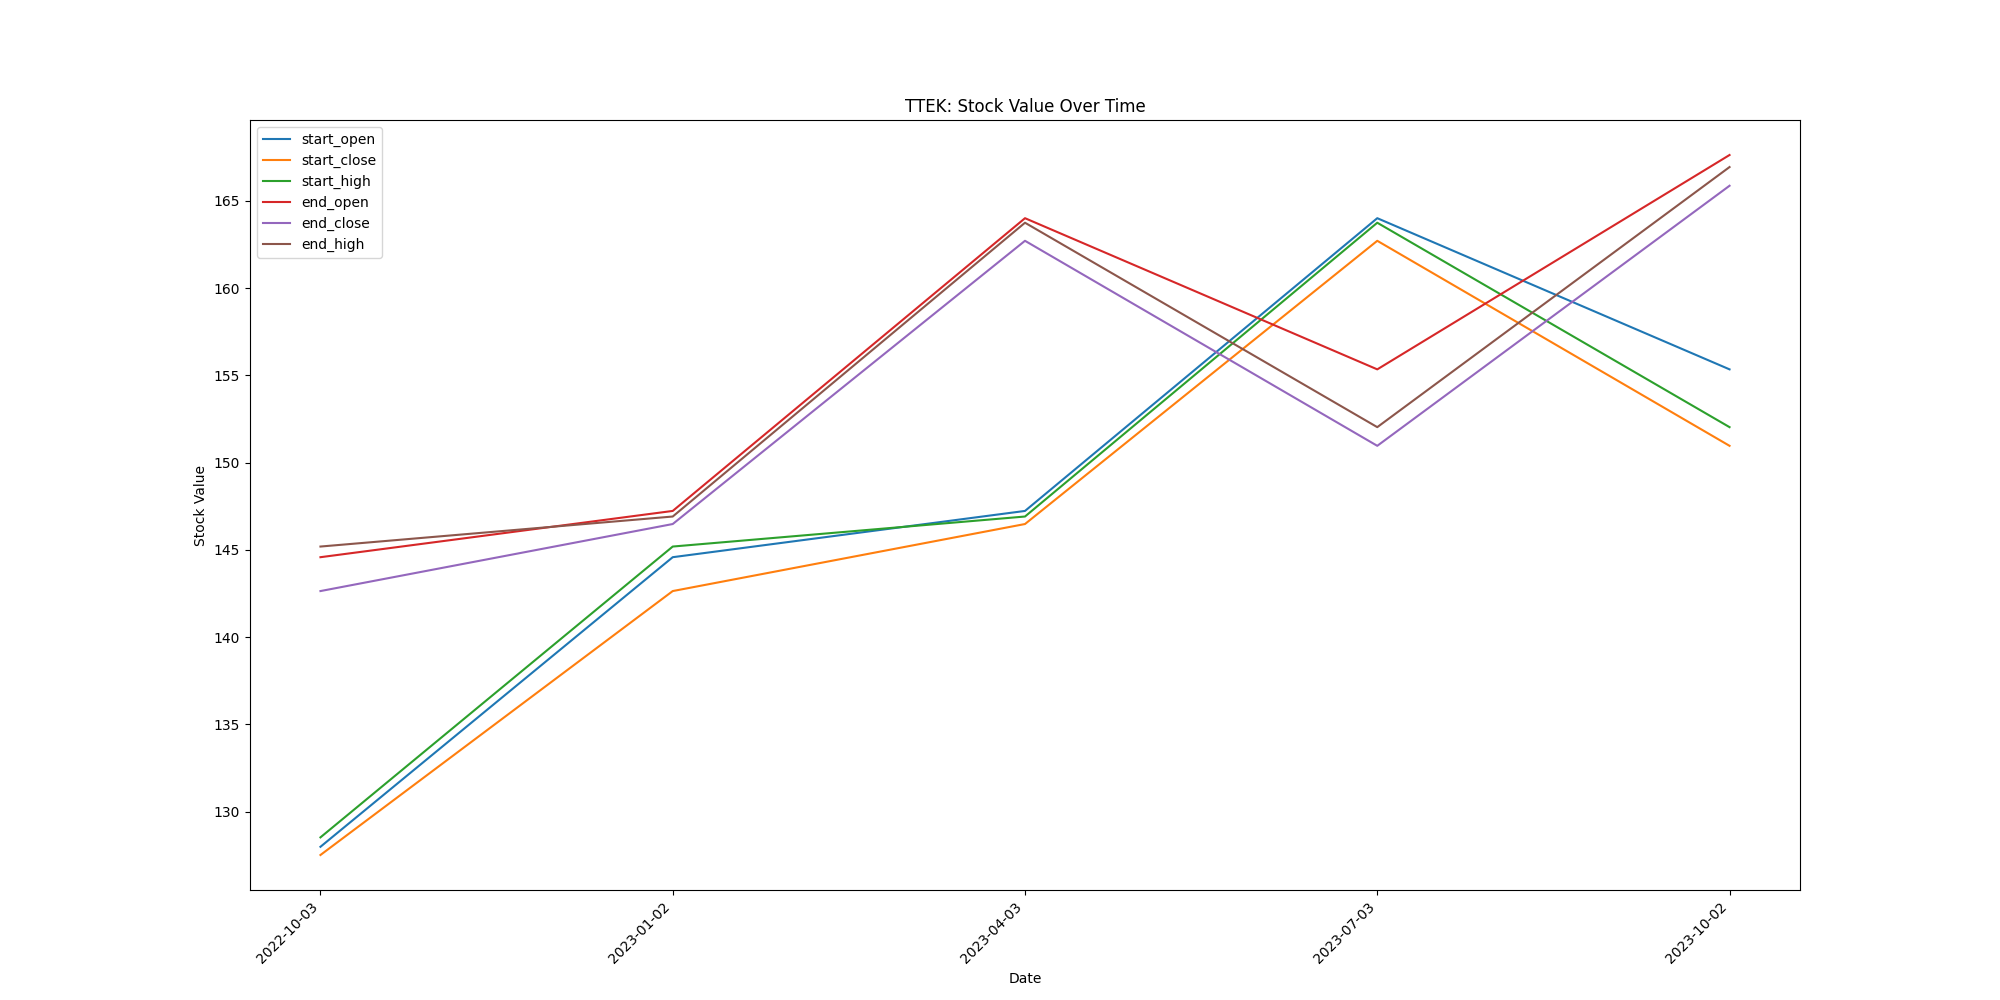 TTEK: Stock Value Over Time
start_open
start_close
start_high
end_open
end_close
end_high
165
160
155
150
145
140
135
130
Stock Value
2022-10-03
2023-01-02
2023-04-03
2023-07-03
2023-10-02
Date